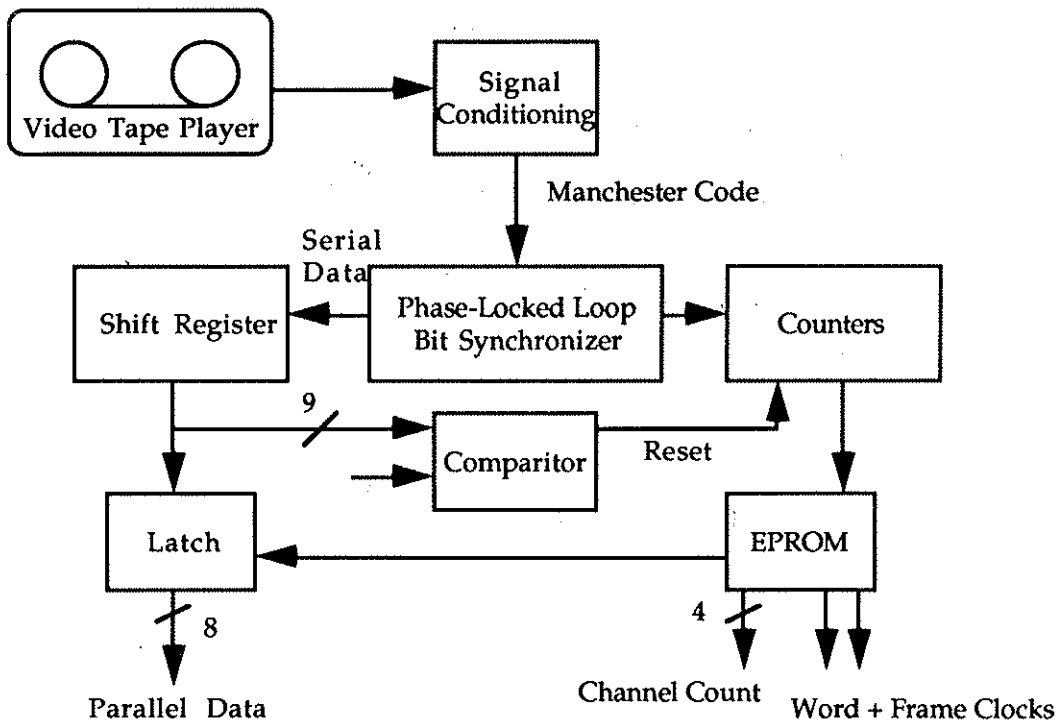 Video Tape Player
Signal
Conditioning
Manchester Code
Serial
Data
Shift Register
Phase-Locked Loop
Bit Synchronizer
Counters
9
Comparitor
Reset
Latch
EPROM
8
4
Parallel Data
Channel Count
Word + Frame Clocks